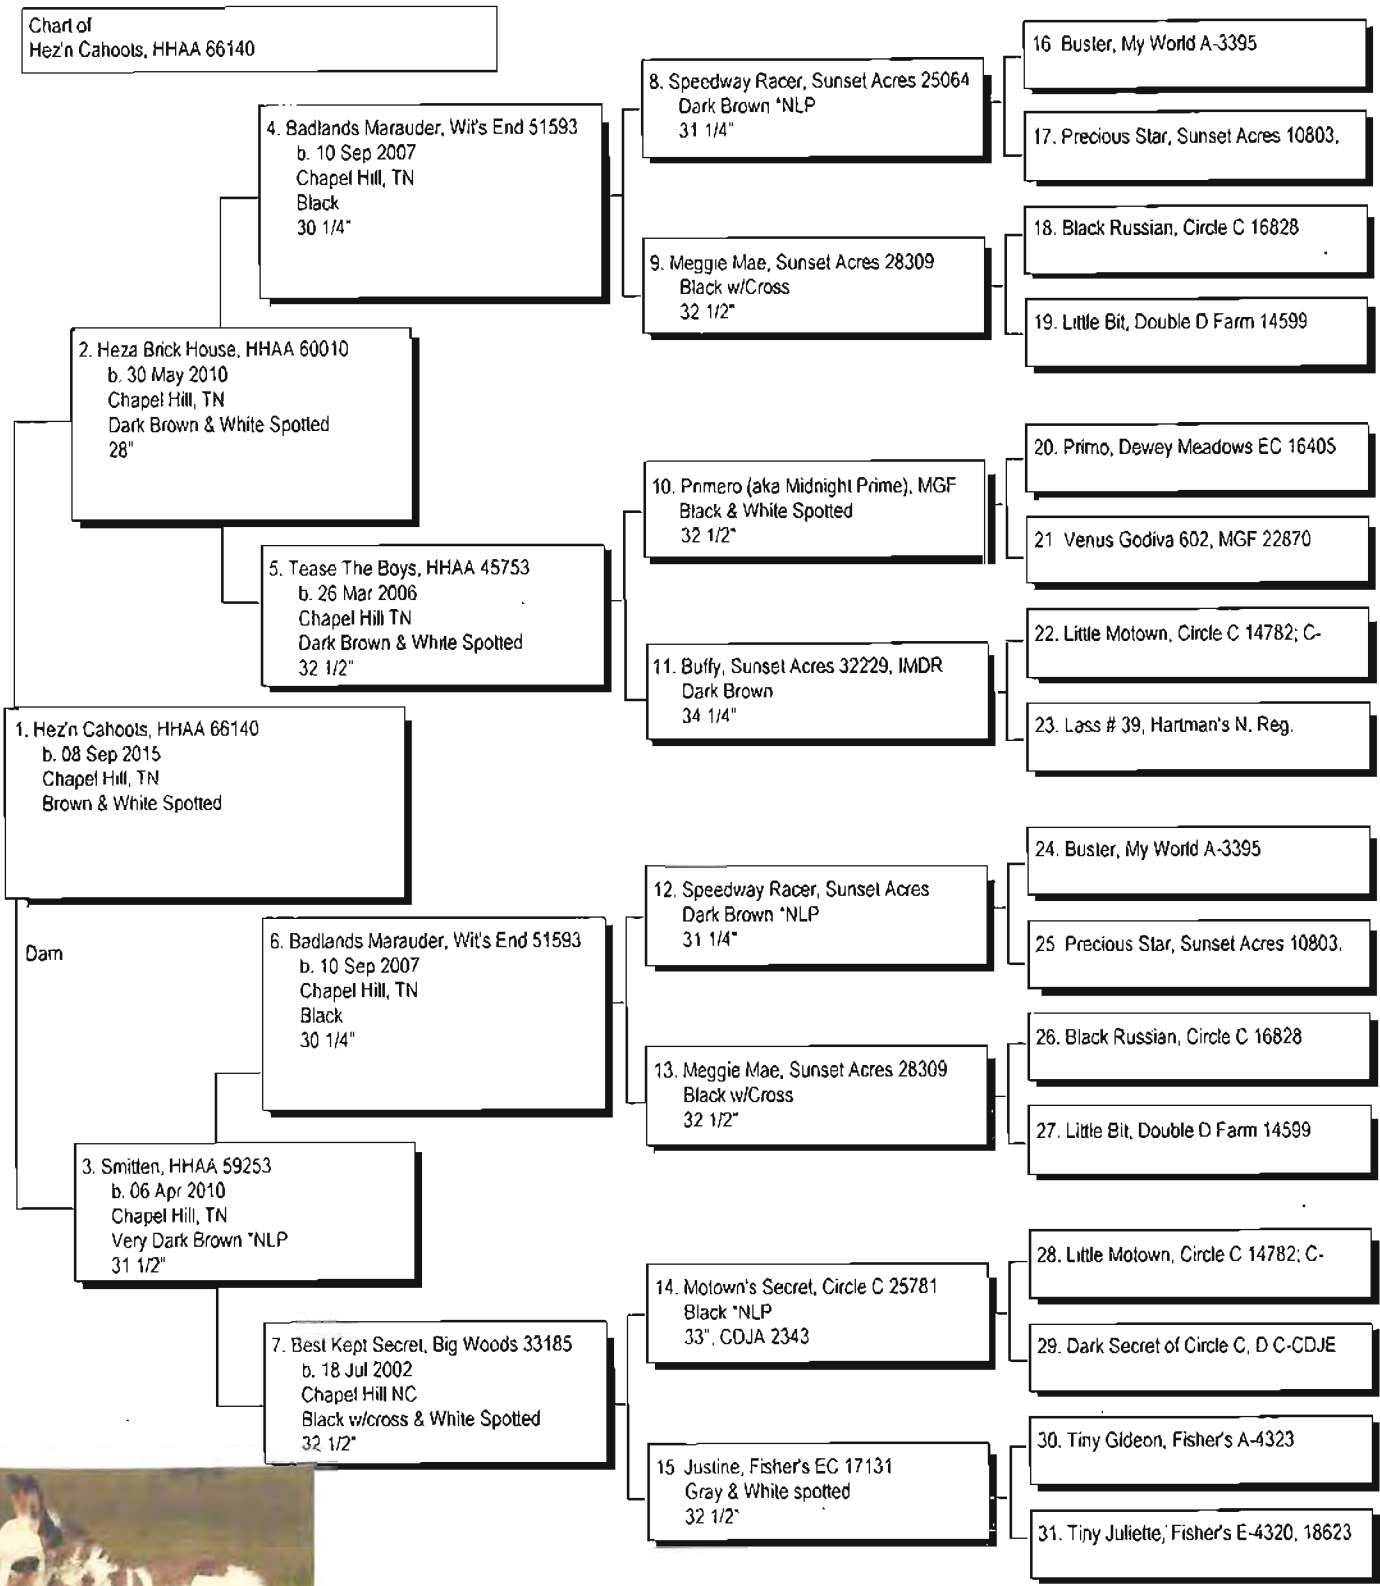 Chart of
Hez'n Cahoots, HHAA 66140
1. Hez'n Cahoots, HHAA 66140
b. 08 Sep 2015
Chapel Hill, TN
Brown & White Spotted
Dam
2. Heza Brick House, HHAA 60010
b. 30 May 2010
Chapel Hill, TN
Dark Brown & White Spotted
28"
3. Smitten, HHAA 59253
b. 06 Apr 2010
Chapel Hill, TN
Very Dark Brown *NLP
31 1/2"
4. Badlands Marauder, Wit's End 51593
b. 10 Sep 2007
Chapel Hill, TN
Black
30 1/4"
5. Tease The Boys, HHAA 45753
b. 26 Mar 2006
Chapel Hill TN
Dark Brown & White Spotted
32 1/2"
6. Badlands Marauder, Wit's End 51593
b. 10 Sep 2007
Chapel Hill, TN
Black
30 1/4"
7. Best Kept Secret, Big Woods 33185
b. 18 Jul 2002
Chapel Hill NC
Black w/cross & White Spotted
32 1/2"
8. Speedway Racer, Sunset Acres 25064
Dark Brown *NLP
31 1/4"
9. Meggie Mae, Sunset Acres 28309
Black w/Cross
32 1/2"
10. Primero (aka Midnight Prime), MGF
Black & White Spotted
32 1/2"
11. Buffy, Sunset Acres 32229, IMDR
Dark Brown
34 1/4"
12. Speedway Racer, Sunset Acres
Dark Brown *NLP
31 1/4"
13. Meggie Mae, Sunset Acres 28309
Black w/Cross
32 1/2"
14. Motown's Secret, Circle C 25781
Black *NLP
33", CDJA 2343
15 Justine, Fisher's EC 17131
Gray & White spotted
32 1/2"
16 Buster, My World A-3395
17. Precious Star, Sunset Acres 10803,
18. Black Russian, Circle C 16828
19. Little Bit, Double D Farm 14599
20. Primo, Dewey Meadows EC 16405
21 Venus Godiva 602, MGF 22870
22. Little Motown, Circle C 14782; C-
23. Lass # 39, Hartman's N. Reg.
24. Buster, My World A-3395
25 Precious Star, Sunset Acres 10803,
26. Black Russian, Circle C 16828
27. Little Bit, Double D Farm 14599
28. Little Motown, Circle C 14782; C-
29. Dark Secret of Circle C, D C-CDJE
30. Tiny Gideon, Fisher's A-4323
31. Tiny Juliette, Fisher's E-4320, 18623